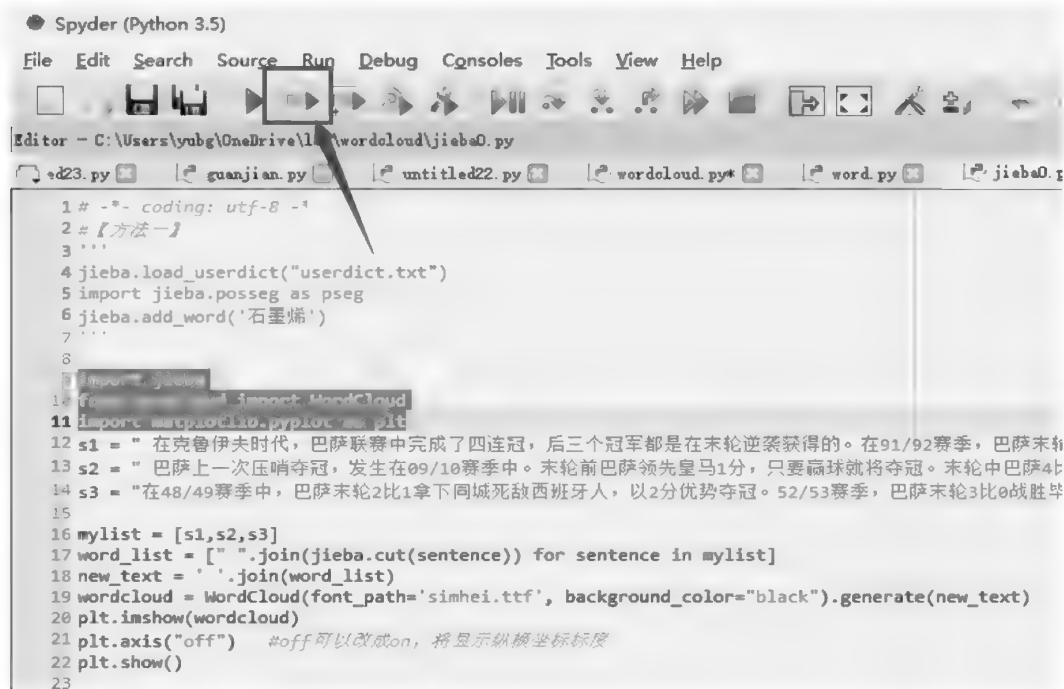 Spyder (Python 3.5)
File Edit Search Source Run Debug Consoles Tools View Help
Editor - C:\Users\yubg\OneDrive\ \wordcloud\jieba0.py
ed23.py guanjian.py untitled22.py wordcloud.py* word.py jieba0.p
1 # -*- coding: utf-8 -*
2 #【方法一】
3 '''
4 jieba.load_userdict("userdict.txt")
5 import jieba.posseg as pseg
6 jieba.add_word('石墨烯')
7 '''
8
9 import jieba
import WordCloud
11 import matplotlib.pyplot as plt
12 s1 = " 在克鲁伊夫时代，巴萨联赛中完成了四连冠，后三个冠军都是在末轮逆袭获得的。在91/92赛季，巴萨末轮
13 s2 = " 巴萨上一次压哨夺冠，发生在09/10赛季中。末轮前巴萨领先皇马1分，只要赢球就将夺冠。末轮中巴萨4比
14 s3 = "在48/49赛季中，巴萨末轮2比1拿下同城死敌西班牙人，以2分优势夺冠。52/53赛季，巴萨末轮3比0战胜毕
15
16 mylist = [s1,s2,s3]
17 word_list = [" ".join(jieba.cut(sentence)) for sentence in mylist]
18 new_text = ' '.join(word_list)
19 wordcloud = WordCloud(font_path='simhei.ttf', background_color="black").generate(new_text)
20 plt.imshow(wordcloud)
21 plt.axis("off") #off可以改成on，将显示纵横坐标标度
22 plt.show()
23